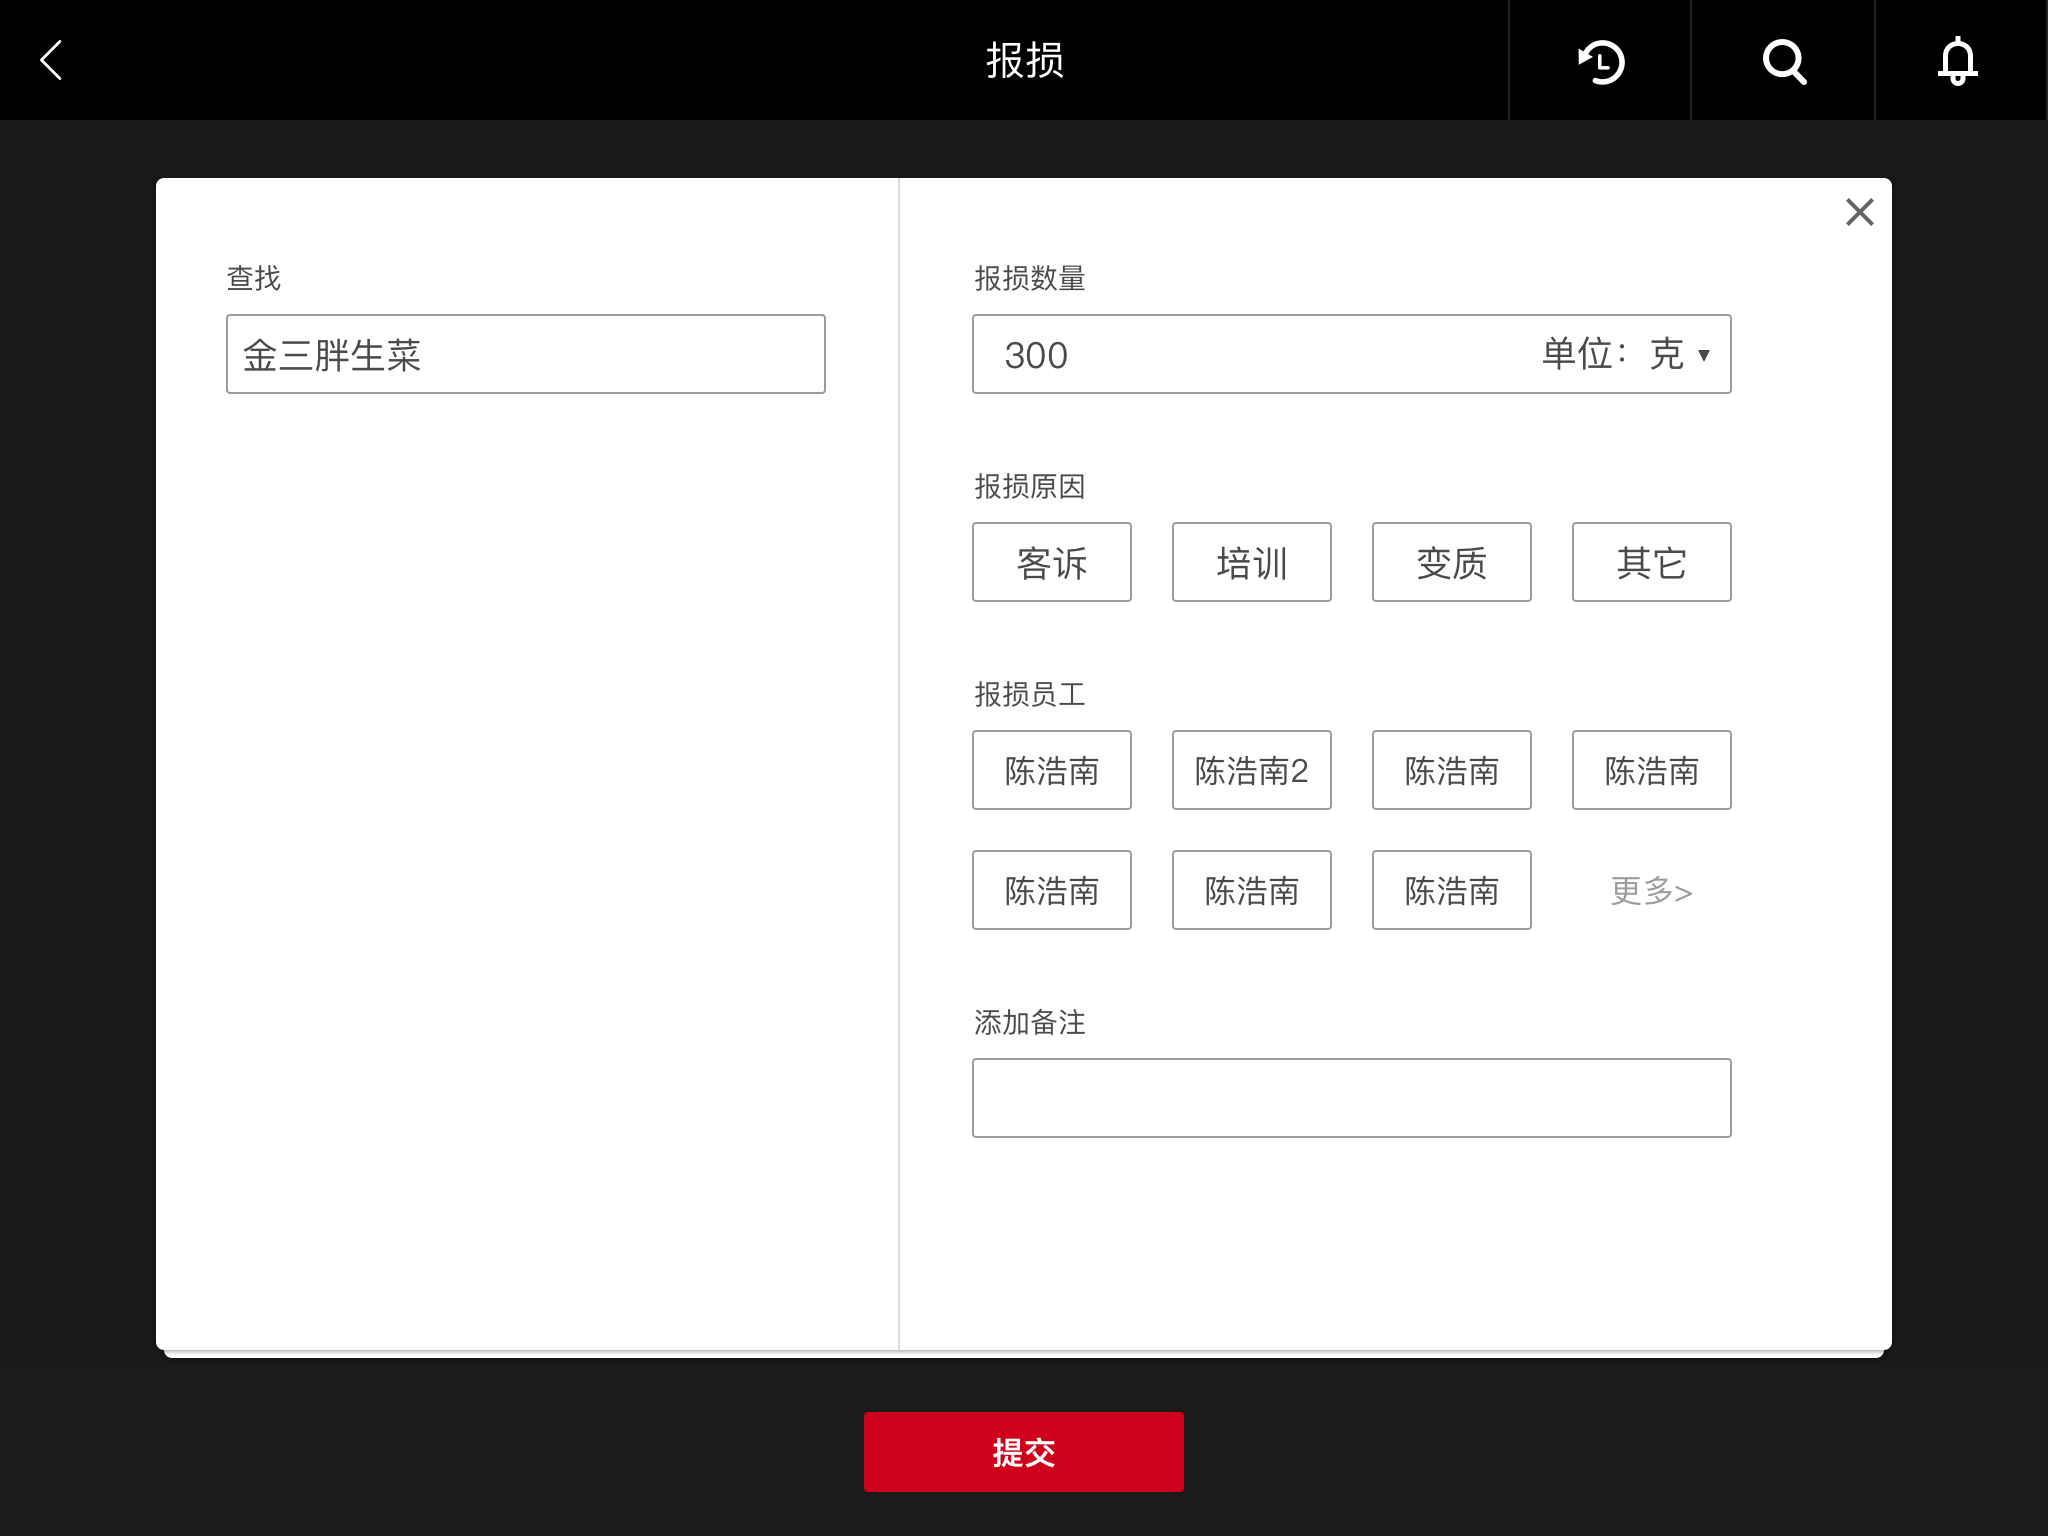 报损
查找
金三胖生菜
报损数量
300 单位：克 ▾
报损原因
客诉 培训 变质 其它
报损员工
陈浩南 陈浩南2 陈浩南 陈浩南
陈浩南 陈浩南 陈浩南 更多>
添加备注
提交